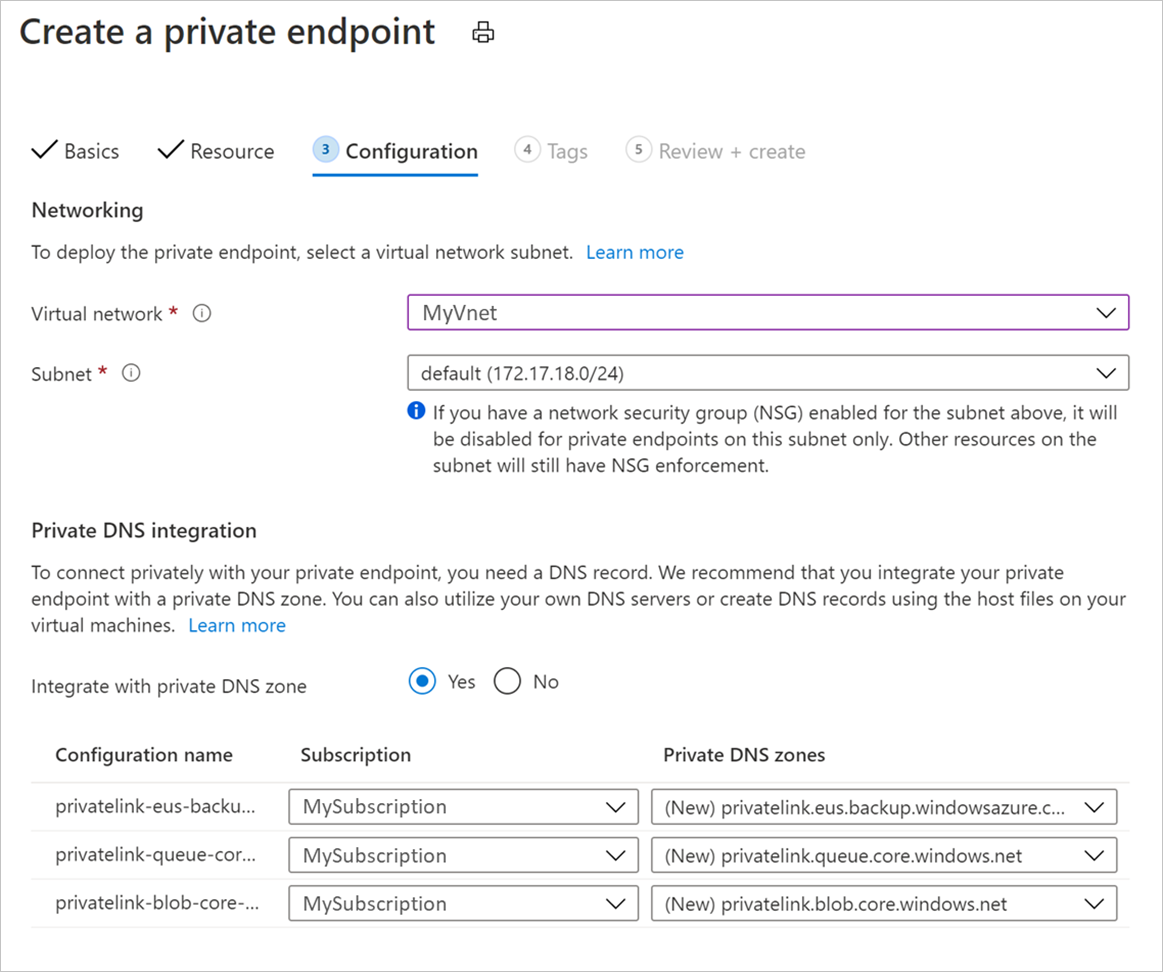 Create a private endpoint
Basics Resource 3 Configuration 4 Tags 5 Review + create
Networking
To deploy the private endpoint, select a virtual network subnet. Learn more
Virtual network * MyVnet
Subnet * default (172.17.18.0/24)
If you have a network security group (NSG) enabled for the subnet above, it will
be disabled for private endpoints on this subnet only. Other resources on the
subnet will still have NSG enforcement.
Private DNS integration
To connect privately with your private endpoint, you need a DNS record. We recommend that you integrate your private
endpoint with a private DNS zone. You can also utilize your own DNS servers or create DNS records using the host files on your
virtual machines. Learn more
Integrate with private DNS zone Yes No
Configuration name Subscription Private DNS zones
privatelink-eus-backu... MySubscription (New) privatelink.eus.backup.windowsazure.c...
privatelink-queue-cor... MySubscription (New) privatelink.queue.core.windows.net
privatelink-blob-core-... MySubscription (New) privatelink.blob.core.windows.net